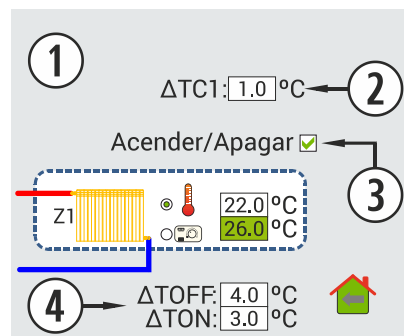 1
ΔTC1: 1.0 ºC
2
Acender/Apagar
3
Z1
22.0 ºC
26.0 ºC
4
ΔTOFF: 4.0 ºC
ΔTON: 3.0 ºC